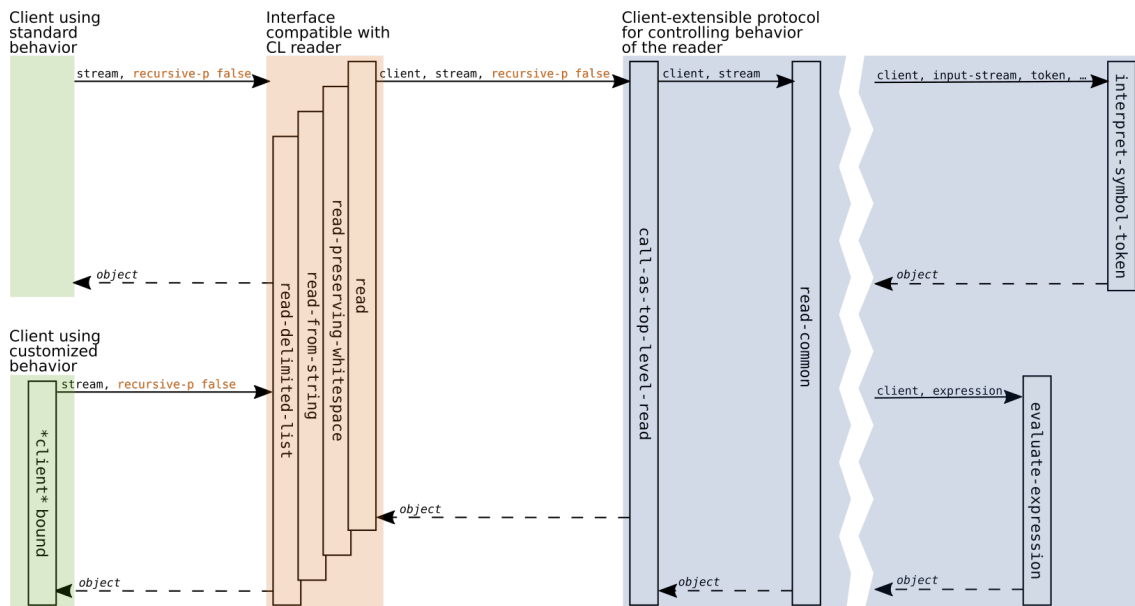 Client using
standard
behavior
Interface
compatible with
CL reader
Client-extensible protocol
for controlling behavior
of the reader
stream, recursive-p false
client, stream, recursive-p false
client, stream
client, input-stream, token, …
interpret-symbol-token
object
object
read-delimited-list
read-from-string
read-preserving-whitespace
read
call-as-top-level-read
read-common
Client using
customized
behavior
stream, recursive-p false
client, expression
*client* bound
evaluate-expression
object
object
object
object